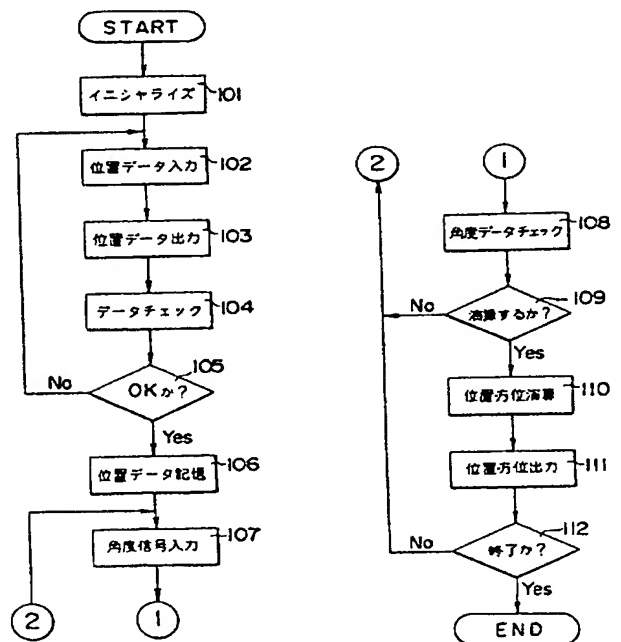 START
イニシャライズ
101
位置データ入力
102
位置データ出力
103
データチェック
104
105
OKか?
No
Yes
位置データ記憶
106
角度信号入力
107
2
1
2
1
角度データチェック
108
演算するか?
109
No
Yes
位置方位演算
110
位置・方位出力
111
終了か?
112
No
Yes
END